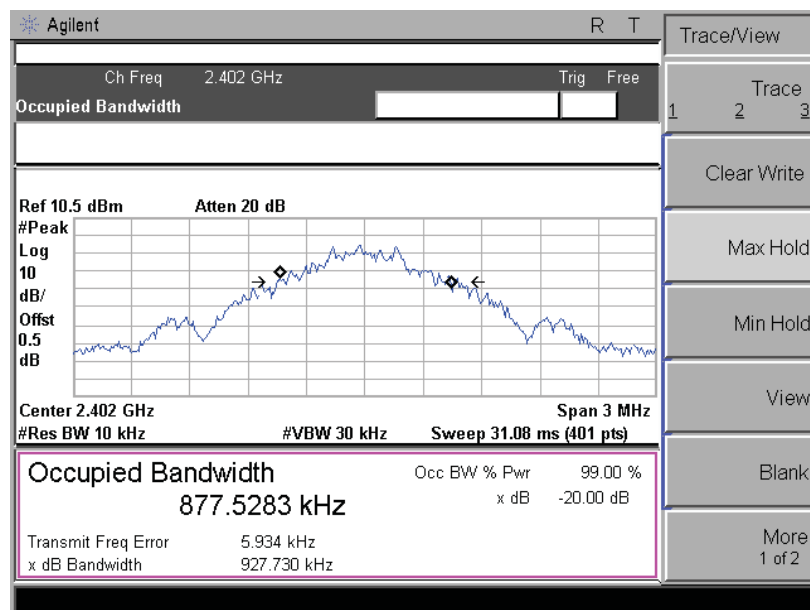 Agilent R T
Trace/View
Ch Freq 2.402 GHz Trig Free
Occupied Bandwidth
Trace
1 2 3
Clear Write
Max Hold
Min Hold
View
Blank
More
1 of 2
Ref 10.5 dBm Atten 20 dB
#Peak
Log
10
dB/
Offst
0.5
dB
Center 2.402 GHz Span 3 MHz
#Res BW 10 kHz #VBW 30 kHz Sweep 31.08 ms (401 pts)
Occupied Bandwidth Occ BW % Pwr 99.00 %
877.5283 kHz x dB -20.00 dB
Transmit Freq Error 5.934 kHz
x dB Bandwidth 927.730 kHz